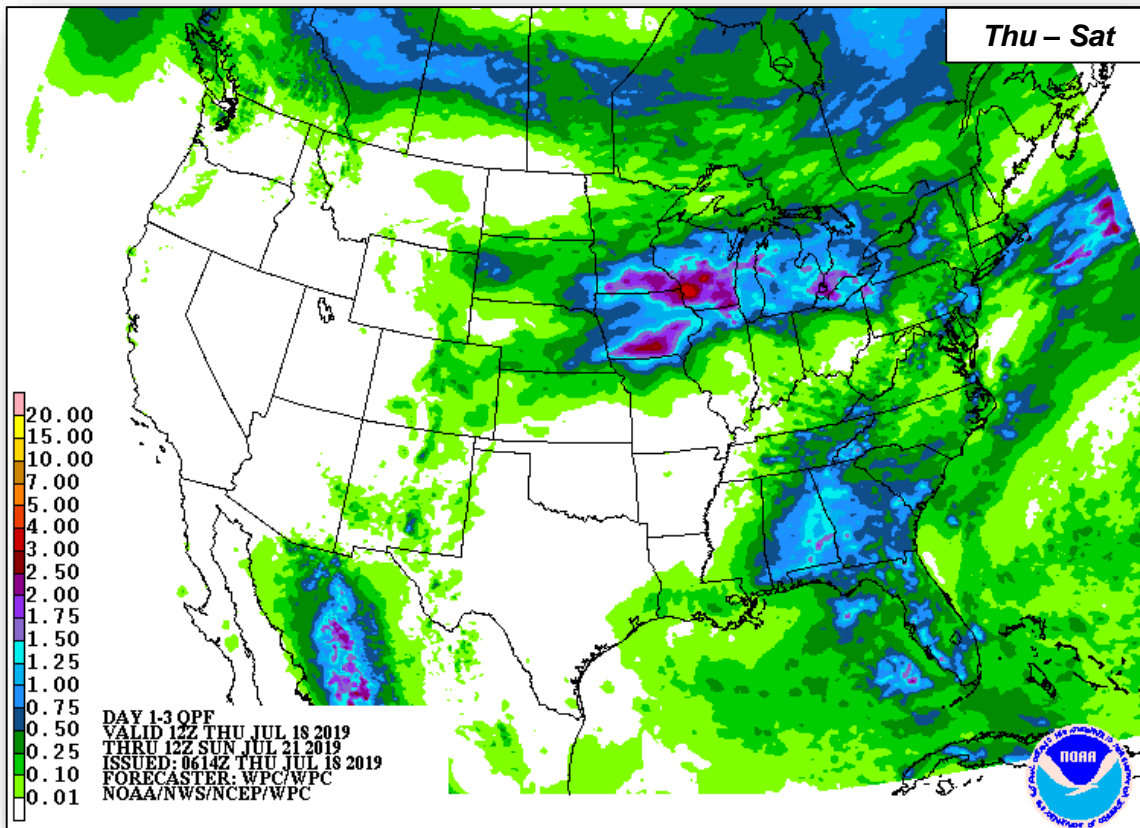 Thu – Sat
20.00
15.00
10.00
7.00
5.00
4.00
3.00
2.50
2.00
1.75
1.50
1.25
1.00
0.75
0.50
0.25
0.10
0.01
DAY 1-3 QPF
VALID 12Z THU JUL 18 2019
THRU 12Z SUN JUL 21 2019
ISSUED: 0614Z THU JUL 18 2019
FORECASTER: WPC/WPC
NOAA/NWS/NCEP/WPC
NOAA